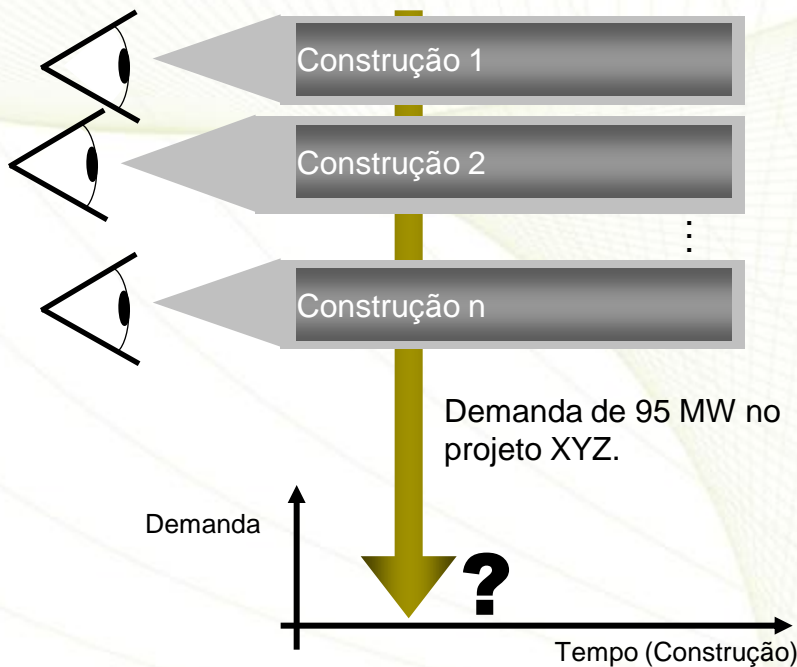 Construção 1
Construção 2
...
Construção n
Demanda de 95 MW no
projeto XYZ.
Demanda
?
Tempo (Construção)